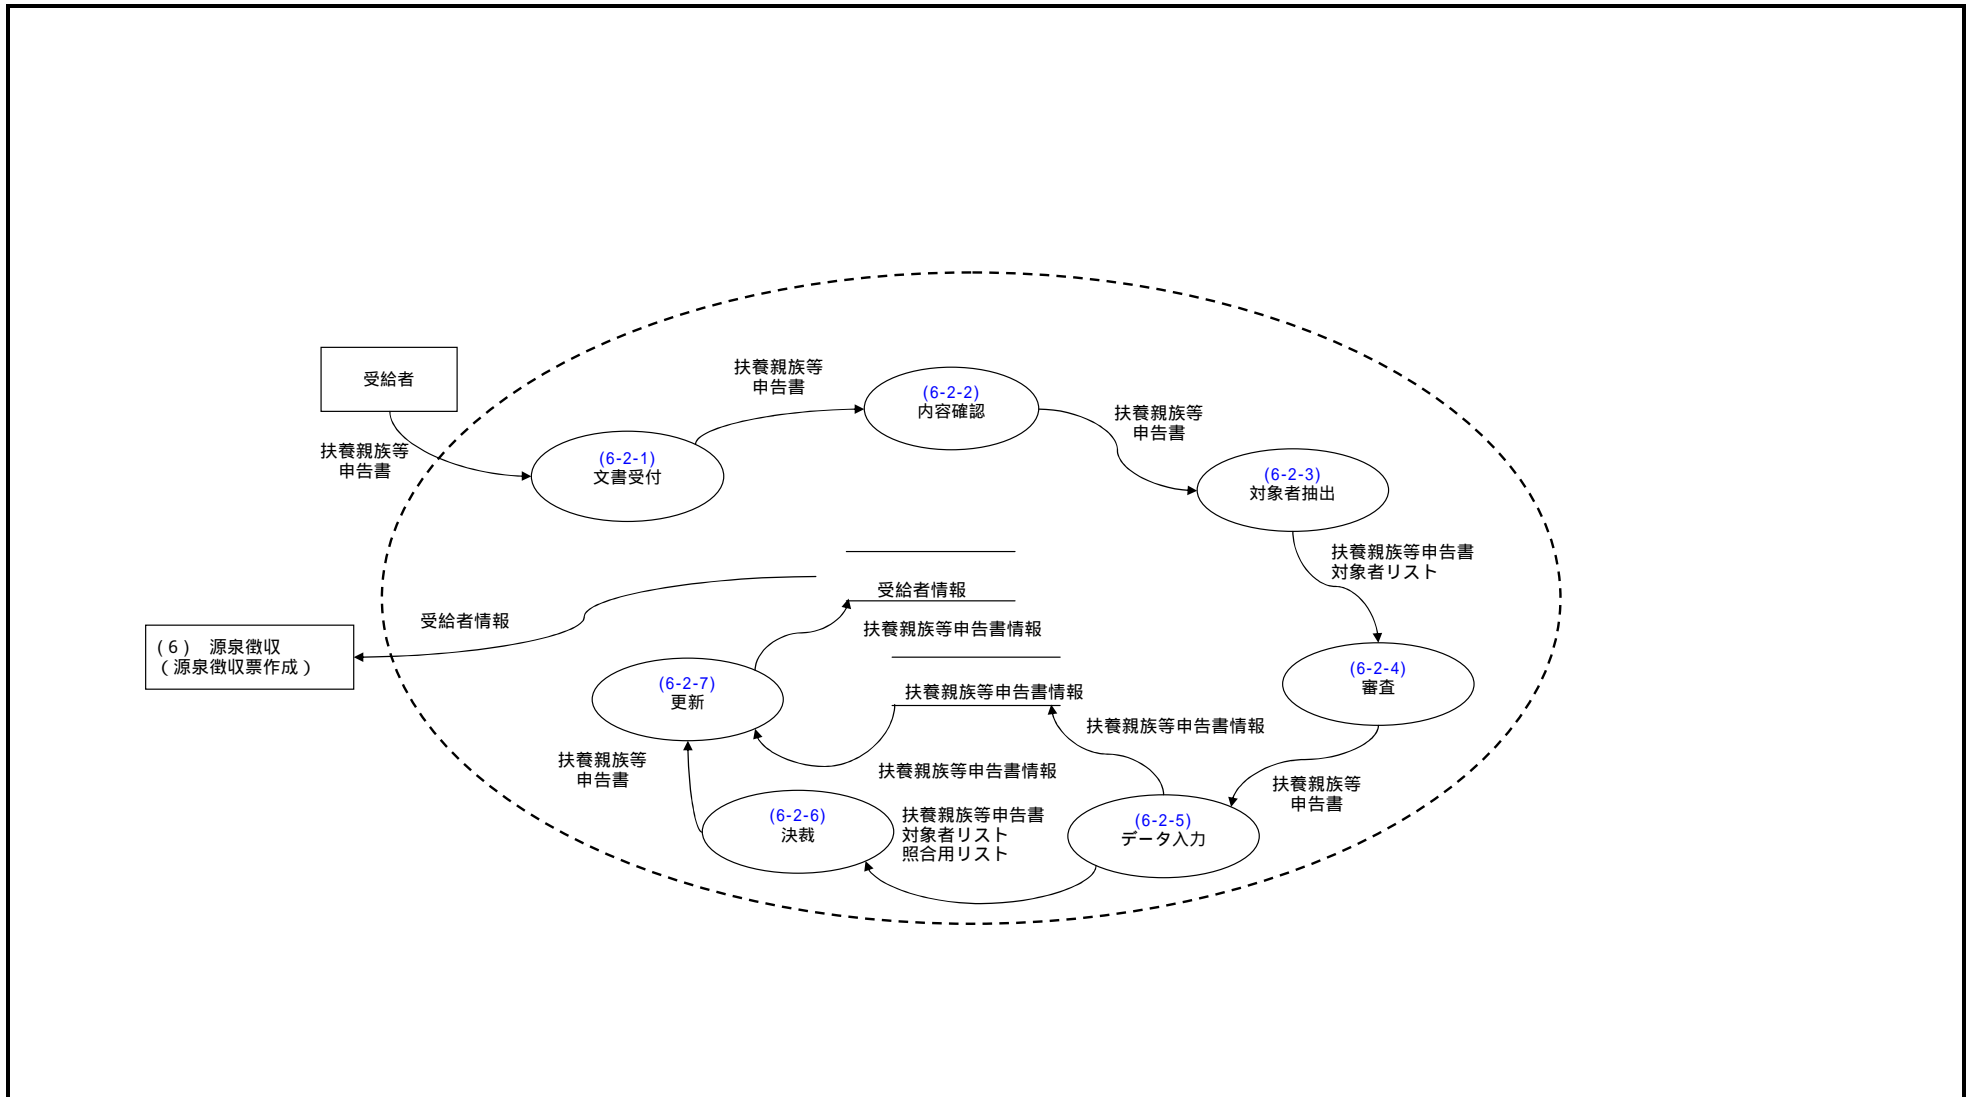 受給者
扶養親族等
申告書
(6-2-1)
文書受付
扶養親族等
申告書
(6-2-2)
内容確認
扶養親族等
申告書
(6-2-3)
対象者抽出
扶養親族等申告書
対象者リスト
(6-2-4)
審査
扶養親族等
申告書
(6-2-5)
データ入力
扶養親族等申告書情報
扶養親族等申告書情報
扶養親族等申告書
対象者リスト
照合用リスト
(6-2-6)
決裁
扶養親族等
申告書
扶養親族等申告書情報
(6-2-7)
更新
扶養親族等申告書情報
受給者情報
受給者情報
(６)　源泉徴収
（源泉徴収票作成）